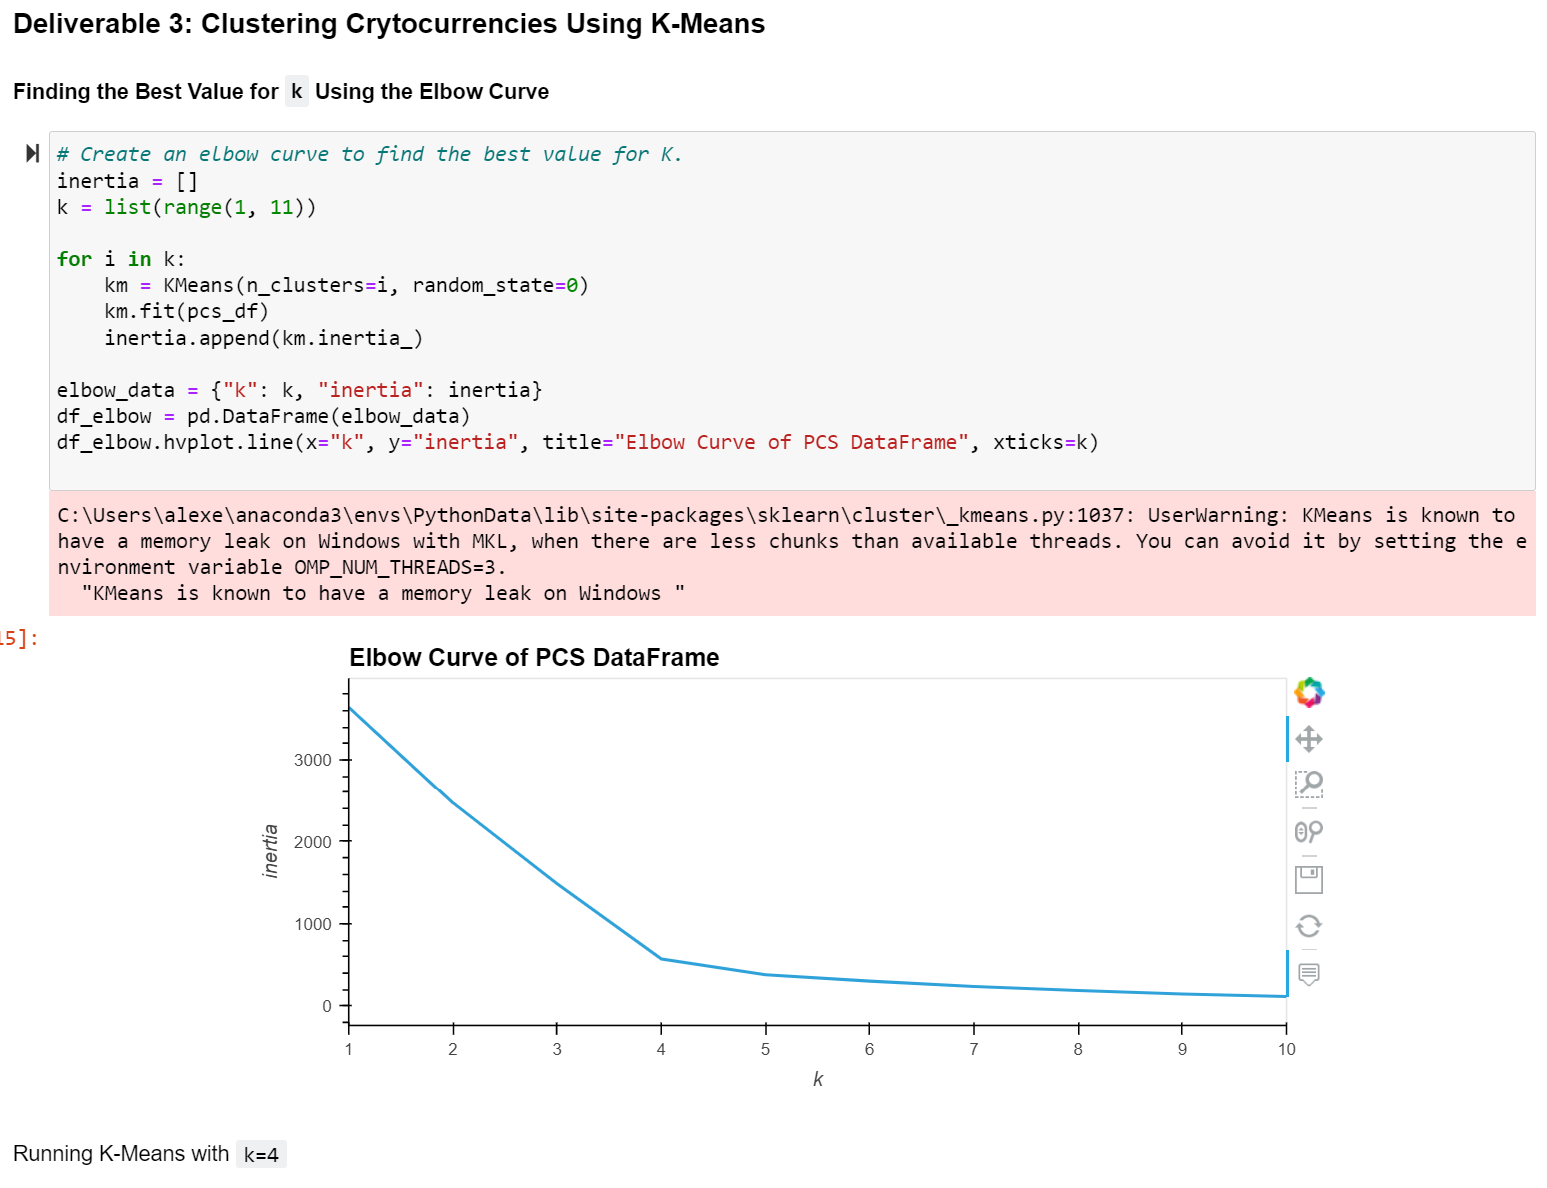 Deliverable 3: Clustering Crytocurrencies Using K-Means
Finding the Best Value for k Using the Elbow Curve
# Create an elbow curve to find the best value for K.
inertia = []
k = list(range(1, 11))
for i in k:
    km = KMeans(n_clusters=i, random_state=0)
    km.fit(pcs_df)
    inertia.append(km.inertia_)
elbow_data = {"k": k, "inertia": inertia}
df_elbow = pd.DataFrame(elbow_data)
df_elbow.hvplot.line(x="k", y="inertia", title="Elbow Curve of PCS DataFrame", xticks=k)
C:\Users\alexe\anaconda3\envs\PythonData\lib\site-packages\sklearn\cluster\_kmeans.py:1037: UserWarning: KMeans is known to
have a memory leak on Windows with MKL, when there are less chunks than available threads. You can avoid it by setting the e
nvironment variable OMP_NUM_THREADS=3.
  "KMeans is known to have a memory leak on Windows "
15]:
Elbow Curve of PCS DataFrame
3000
2000
1000
0
inertia
1 2 3 4 5 6 7 8 9 10
k
Running K-Means with k=4